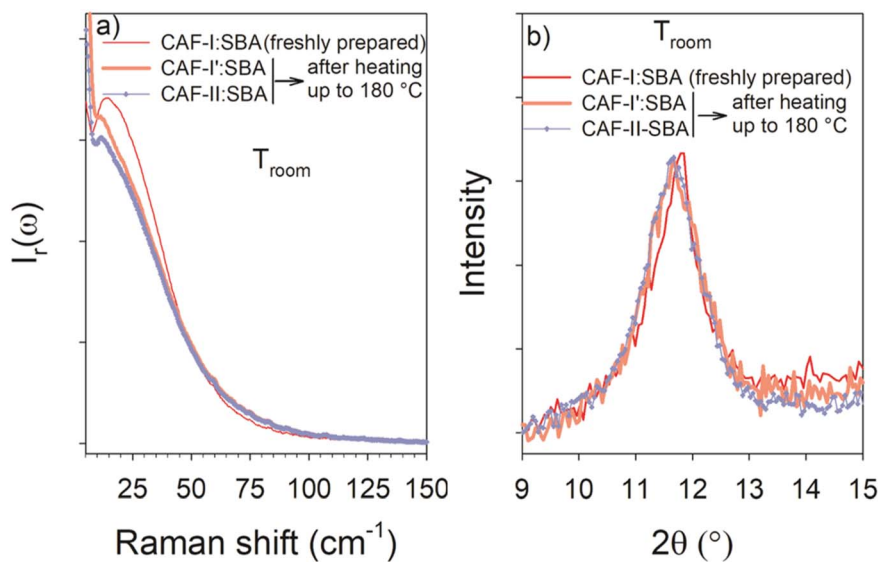 a)
CAF-I:SBA (freshly prepared)
CAF-I':SBA
CAF-II:SBA
after heating
up to 180 °C
T_room
I_r(ω)
25 50 75 100 125 150
Raman shift (cm⁻¹)
b)
T_room
CAF-I:SBA (freshly prepared)
CAF-I':SBA
CAF-II-SBA
after heating
up to 180 °C
Intensity
9 10 11 12 13 14 15
2θ (°)